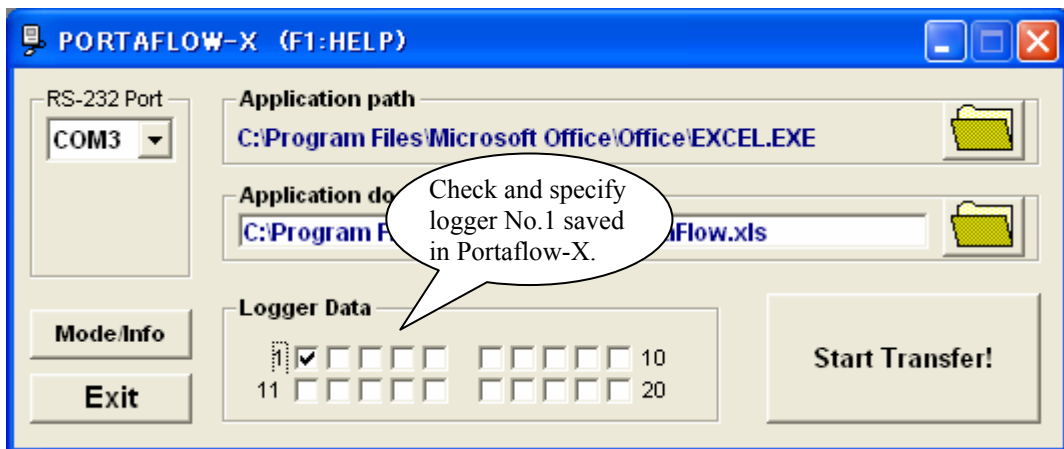 PORTAFLOW-X (F1:HELP)
RS-232 Port
COM3
Application path
C:\Program Files\Microsoft Office\Office\EXCEL.EXE
Application do
C:\Program F
Flow.xls
Check and specify
logger No.1 saved
in Portaflow-X.
Mode/Info
Exit
Logger Data
1
10
11
20
Start Transfer!